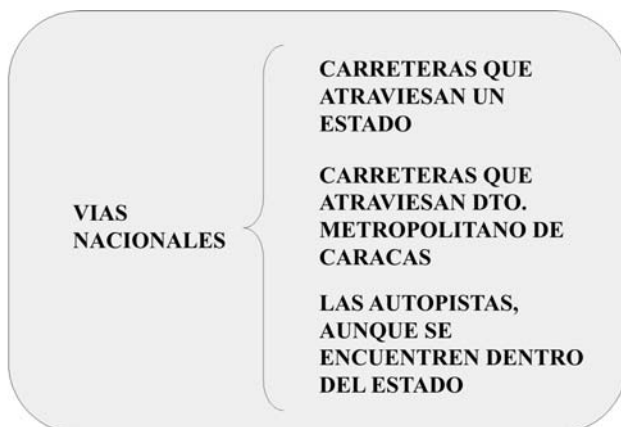 VIAS
NACIONALES
CARRETERAS QUE
ATRAVIESAN UN
ESTADO
CARRETERAS QUE
ATRAVIESAN DTO.
METROPOLITANO DE
CARACAS
LAS AUTOPISTAS,
AUNQUE SE
ENCUENTREN DENTRO
DEL ESTADO